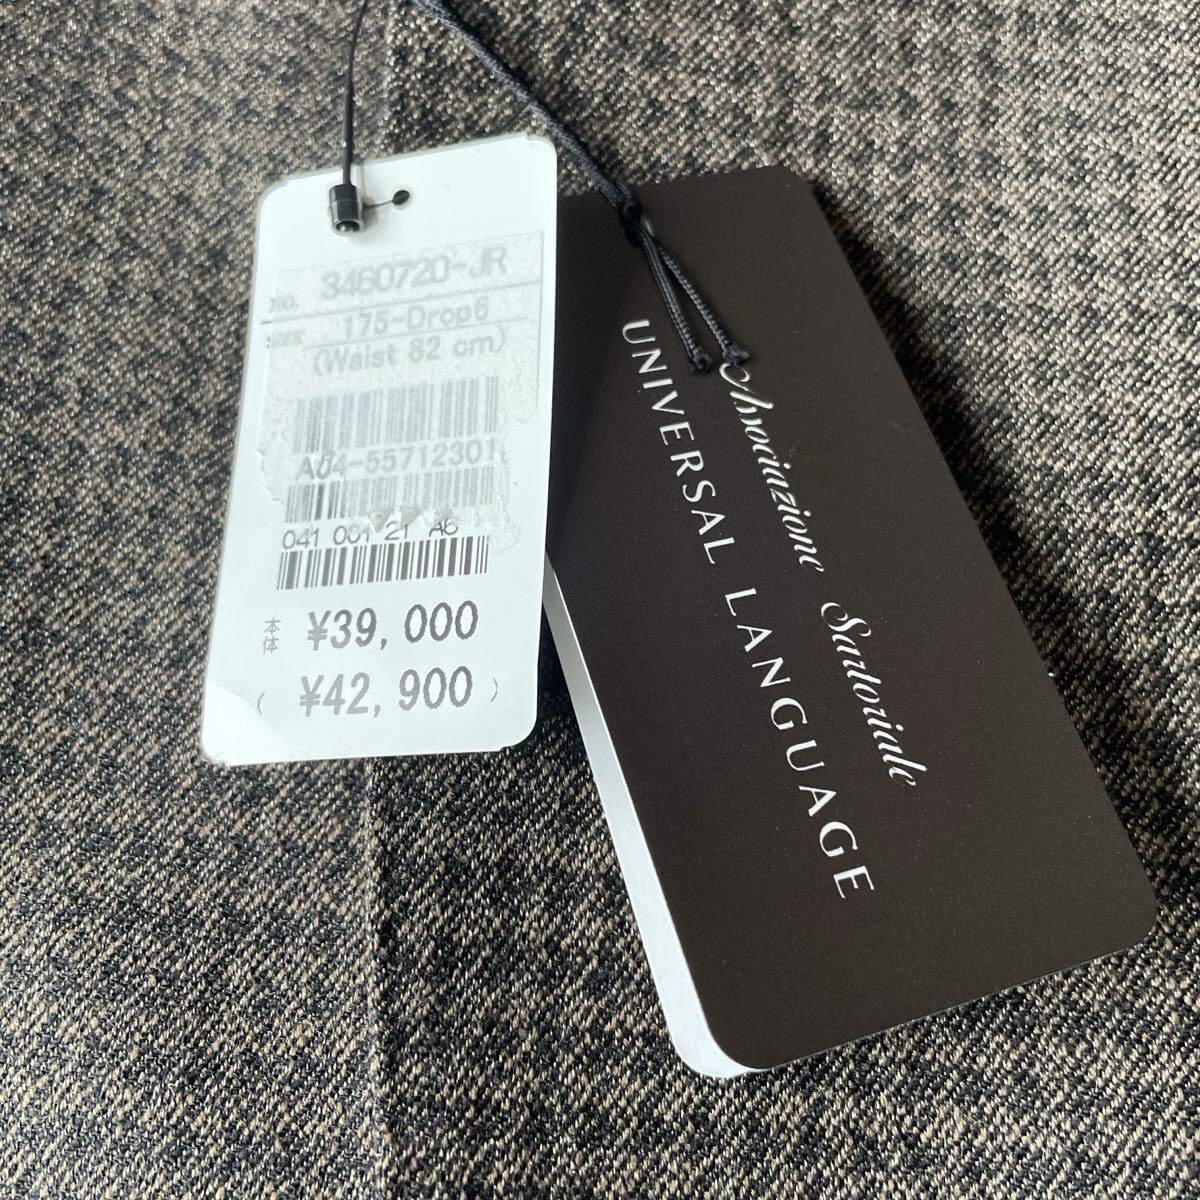 No. 3460720-JR
175-Drop6
(Waist 82 cm)
A04-55712301
041 001 21 A6
本体 ¥39,000
( ¥42,900 )
Associazione Sartoriale
UNIVERSAL LANGUAGE